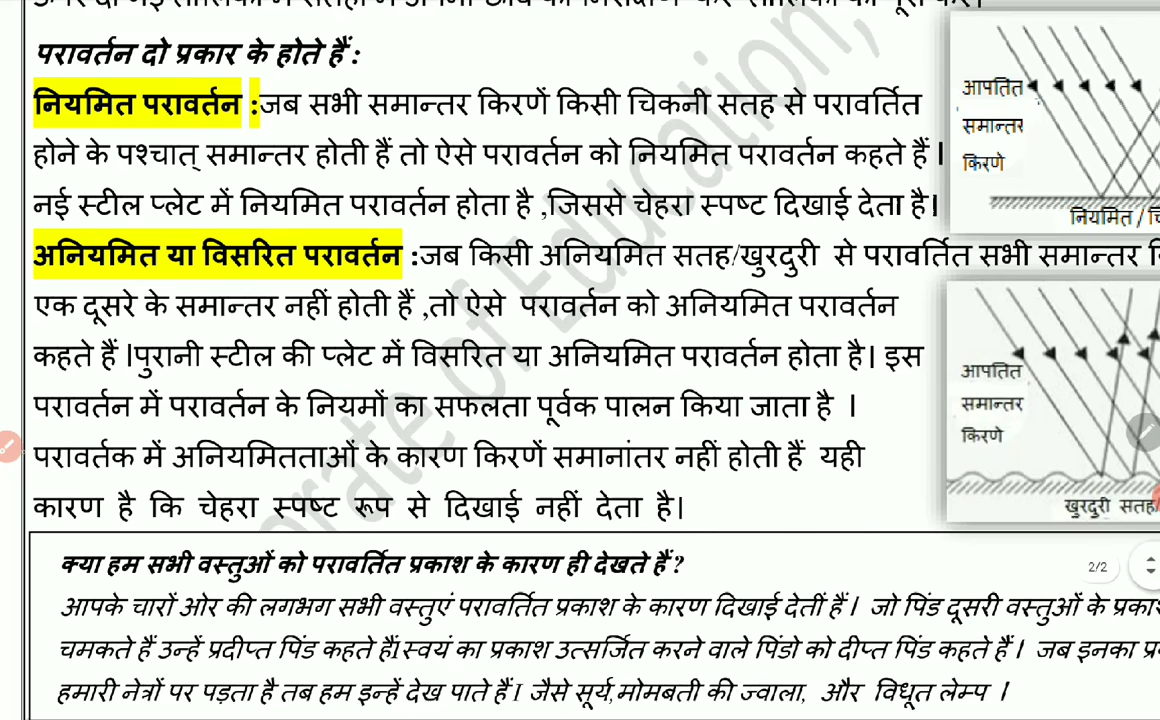 परावर्तन दो प्रकार के होते हैं :
नियमित परावर्तन :जब सभी समान्तर किरणें किसी चिकनी सतह से परावर्तित
होने के पश्चात् समान्तर होती हैं तो ऐसे परावर्तन को नियमित परावर्तन कहते हैं ।
नई स्टील प्लेट में नियमित परावर्तन होता है ,जिससे चेहरा स्पष्ट दिखाई देता है।
आपतित
समान्तर
किरणे
नियमित /
अनियमित या विसरित परावर्तन :जब किसी अनियमित सतह/खुरदुरी से परावर्तित सभी समान्तर
एक दूसरे के समान्तर नहीं होती हैं ,तो ऐसे परावर्तन को अनियमित परावर्तन
कहते हैं ।पुरानी स्टील की प्लेट में विसरित या अनियमित परावर्तन होता है। इस
परावर्तन में परावर्तन के नियमों का सफलता पूर्वक पालन किया जाता है ।
परावर्तक में अनियमितताओं के कारण किरणें समानांतर नहीं होती हैं यही
कारण है कि चेहरा स्पष्ट रूप से दिखाई नहीं देता है।
आपतित
समान्तर
किरणे
खुरदुरी सतह/
क्या हम सभी वस्तुओं को परावर्तित प्रकाश के कारण ही देखते हैं ?
आपके चारों ओर की लगभग सभी वस्तुएं परावर्तित प्रकाश के कारण दिखाई देतीं हैं । जो पिंड दूसरी वस्तुओं के
चमकते हैं उन्हें प्रदीप्त पिंड कहते हैंIस्वयं का प्रकाश उत्सर्जित करने वाले पिंडो को दीप्त पिंड कहते हैं । जब इनका
हमारी नेत्रों पर पड़ता है तब हम इन्हें देख पाते हैं I जैसे सूर्य,मोमबती की ज्वाला, और विधूत लेम्प ।
2/2
of Education,